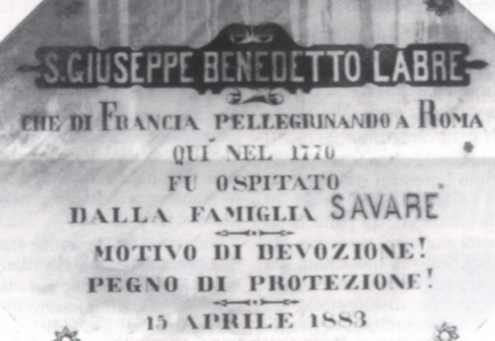 S. GIUSEPPE BENEDETTO LABRE
CHE DI FRANCIA PELLEGRINANDO A ROMA
QUI NEL 1770
FU OSPITATO
DALLA FAMIGLIA SAVARÈ
MOTIVO DI DEVOZIONE!
PEGNO DI PROTEZIONE!
15 APRILE 1883